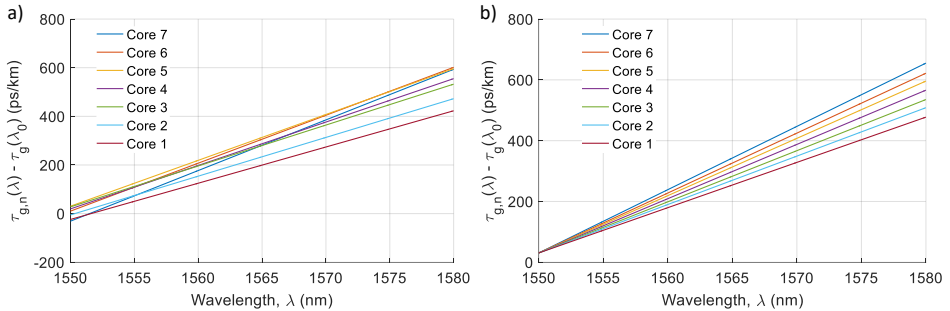 a)
800
600
400
200
0
-200
τg,n(λ) - τg(λ0) (ps/km)
Core 7
Core 6
Core 5
Core 4
Core 3
Core 2
Core 1
1550 1555 1560 1565 1570 1575 1580
Wavelength, λ (nm)
b)
800
600
400
200
0
τg,n(λ) - τg(λ0) (ps/km)
Core 7
Core 6
Core 5
Core 4
Core 3
Core 2
Core 1
1550 1555 1560 1565 1570 1575 1580
Wavelength, λ (nm)